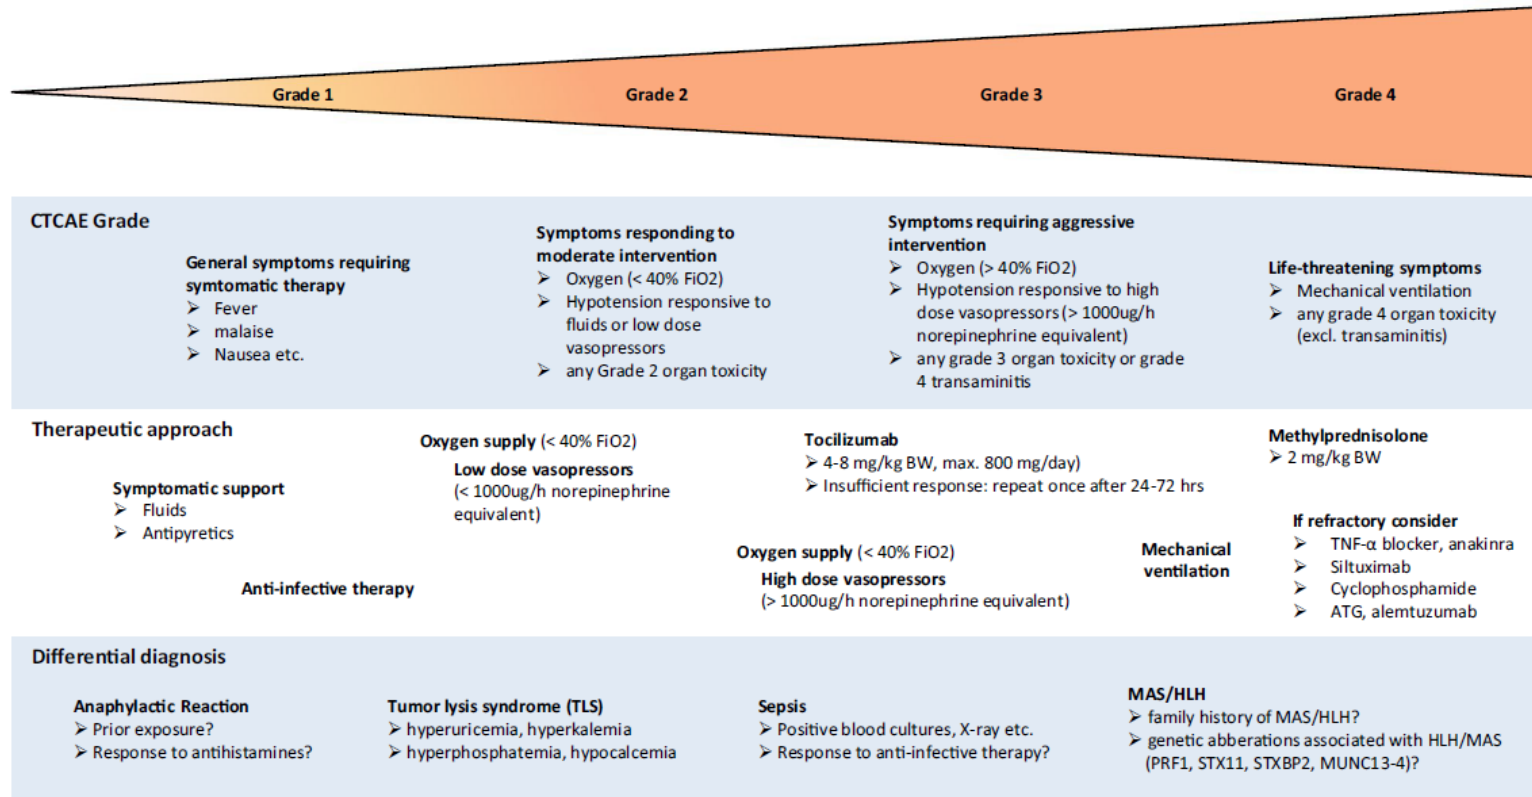 Grade 1
Grade 2
Grade 3
Grade 4
CTCAE Grade
General symptoms requiring
symtomatic therapy
➢ Fever
➢ malaise
➢ Nausea etc.
Symptoms responding to
moderate intervention
➢ Oxygen (< 40% FiO2)
➢ Hypotension responsive to
fluids or low dose
vasopressors
➢ any Grade 2 organ toxicity
Symptoms requiring aggressive
intervention
➢ Oxygen (> 40% FiO2)
➢ Hypotension responsive to high
dose vasopressors (> 1000ug/h
norepinephrine equivalent)
➢ any grade 3 organ toxicity or grade
4 transaminitis
Life-threatening symptoms
➢ Mechanical ventilation
➢ any grade 4 organ toxicity
(excl. transaminitis)
Therapeutic approach
Symptomatic support
➢ Fluids
➢ Antipyretics
Anti-infective therapy
Oxygen supply (< 40% FiO2)
Low dose vasopressors
(< 1000ug/h norepinephrine
equivalent)
Tocilizumab
➢ 4-8 mg/kg BW, max. 800 mg/day)
➢ Insufficient response: repeat once after 24-72 hrs
Oxygen supply (< 40% FiO2)
High dose vasopressors
(> 1000ug/h norepinephrine equivalent)
Mechanical
ventilation
Methylprednisolone
➢ 2 mg/kg BW
If refractory consider
➢ TNF-α blocker, anakinra
➢ Siltuximab
➢ Cyclophosphamide
➢ ATG, alemtuzumab
Differential diagnosis
Anaphylactic Reaction
➢ Prior exposure?
➢ Response to antihistamines?
Tumor lysis syndrome (TLS)
➢ hyperuricemia, hyperkalemia
➢ hyperphosphatemia, hypocalcemia
Sepsis
➢ Positive blood cultures, X-ray etc.
➢ Response to anti-infective therapy?
MAS/HLH
➢ family history of MAS/HLH?
➢ genetic abberations associated with HLH/MAS
(PRF1, STX11, STXBP2, MUNC13-4)?